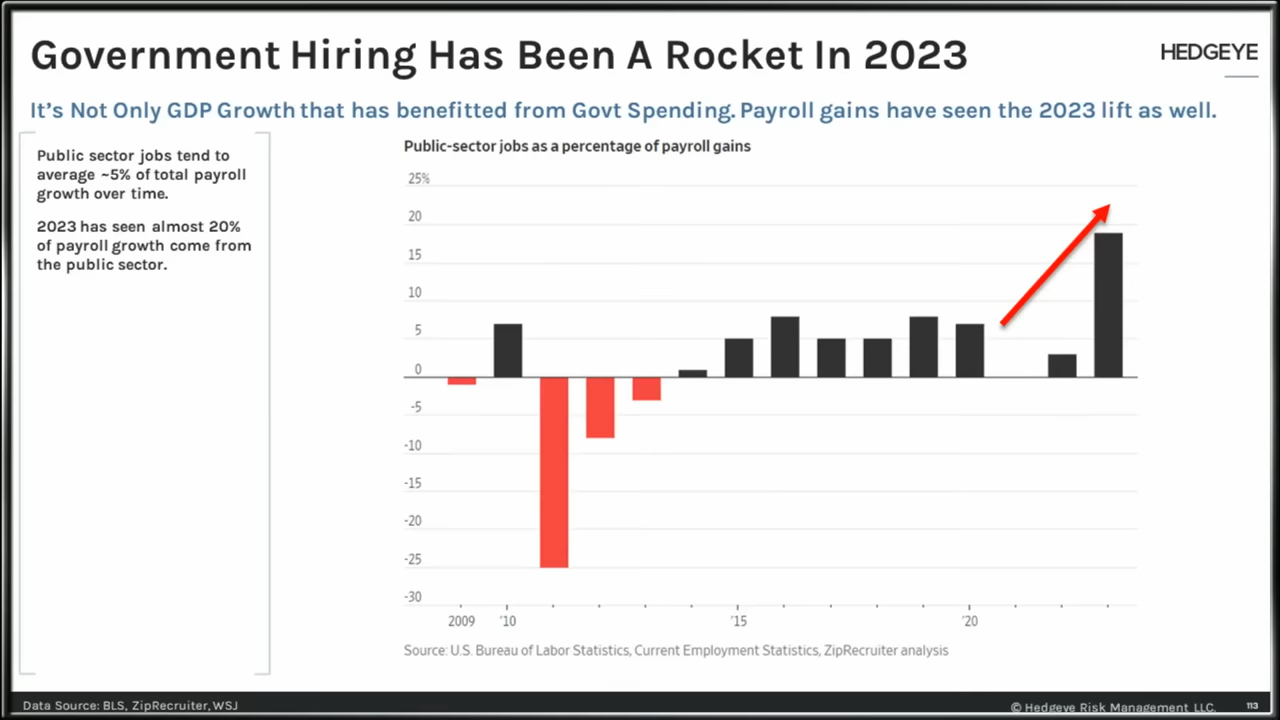 Government Hiring Has Been A Rocket In 2023
HEDGEYE
It's Not Only GDP Growth that has benefitted from Govt Spending. Payroll gains have seen the 2023 lift as well.
Public sector jobs tend to
average ~5% of total payroll
growth over time.
2023 has seen almost 20%
of payroll growth come from
the public sector.
Public-sector jobs as a percentage of payroll gains
25%
20
15
10
5
0
-5
-10
-15
-20
-25
-30
2009 '10 '15 '20
Source: U.S. Bureau of Labor Statistics, Current Employment Statistics, ZipRecruiter analysis
Data Source: BLS, ZipRecruiter, WSJ
© Hedgeye Risk Management LLC. 113